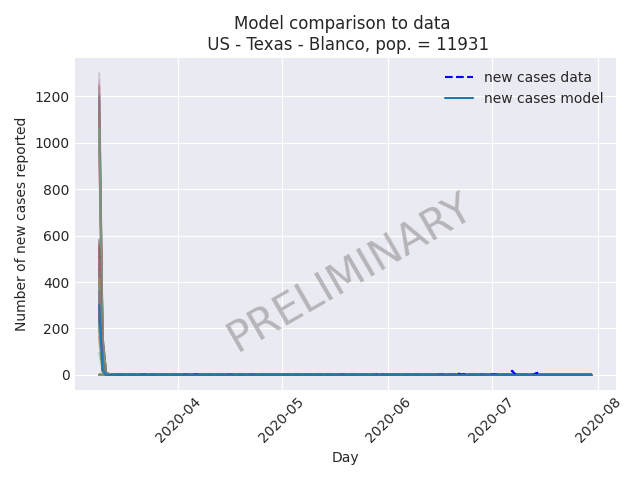 Model comparison to data
US - Texas - Blanco, pop. = 11931
new cases data
new cases model
1200
1000
800
600
400
200
0
Number of new cases reported
PRELIMINARY
2020-04
2020-05
2020-06
2020-07
2020-08
Day